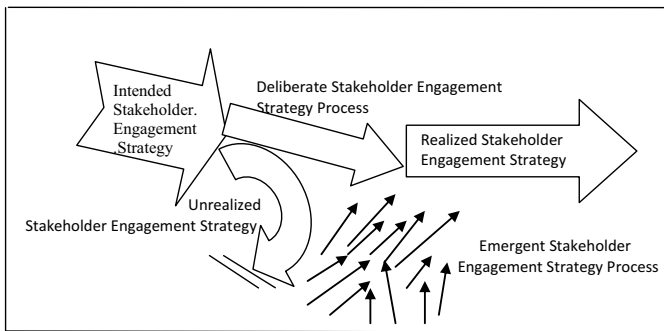 Intended
Stakeholder.
Engagement
.Strategy
Deliberate Stakeholder Engagement
Strategy Process
Realized Stakeholder
Engagement Strategy
Unrealized
Stakeholder Engagement Strategy
Emergent Stakeholder
Engagement Strategy Process